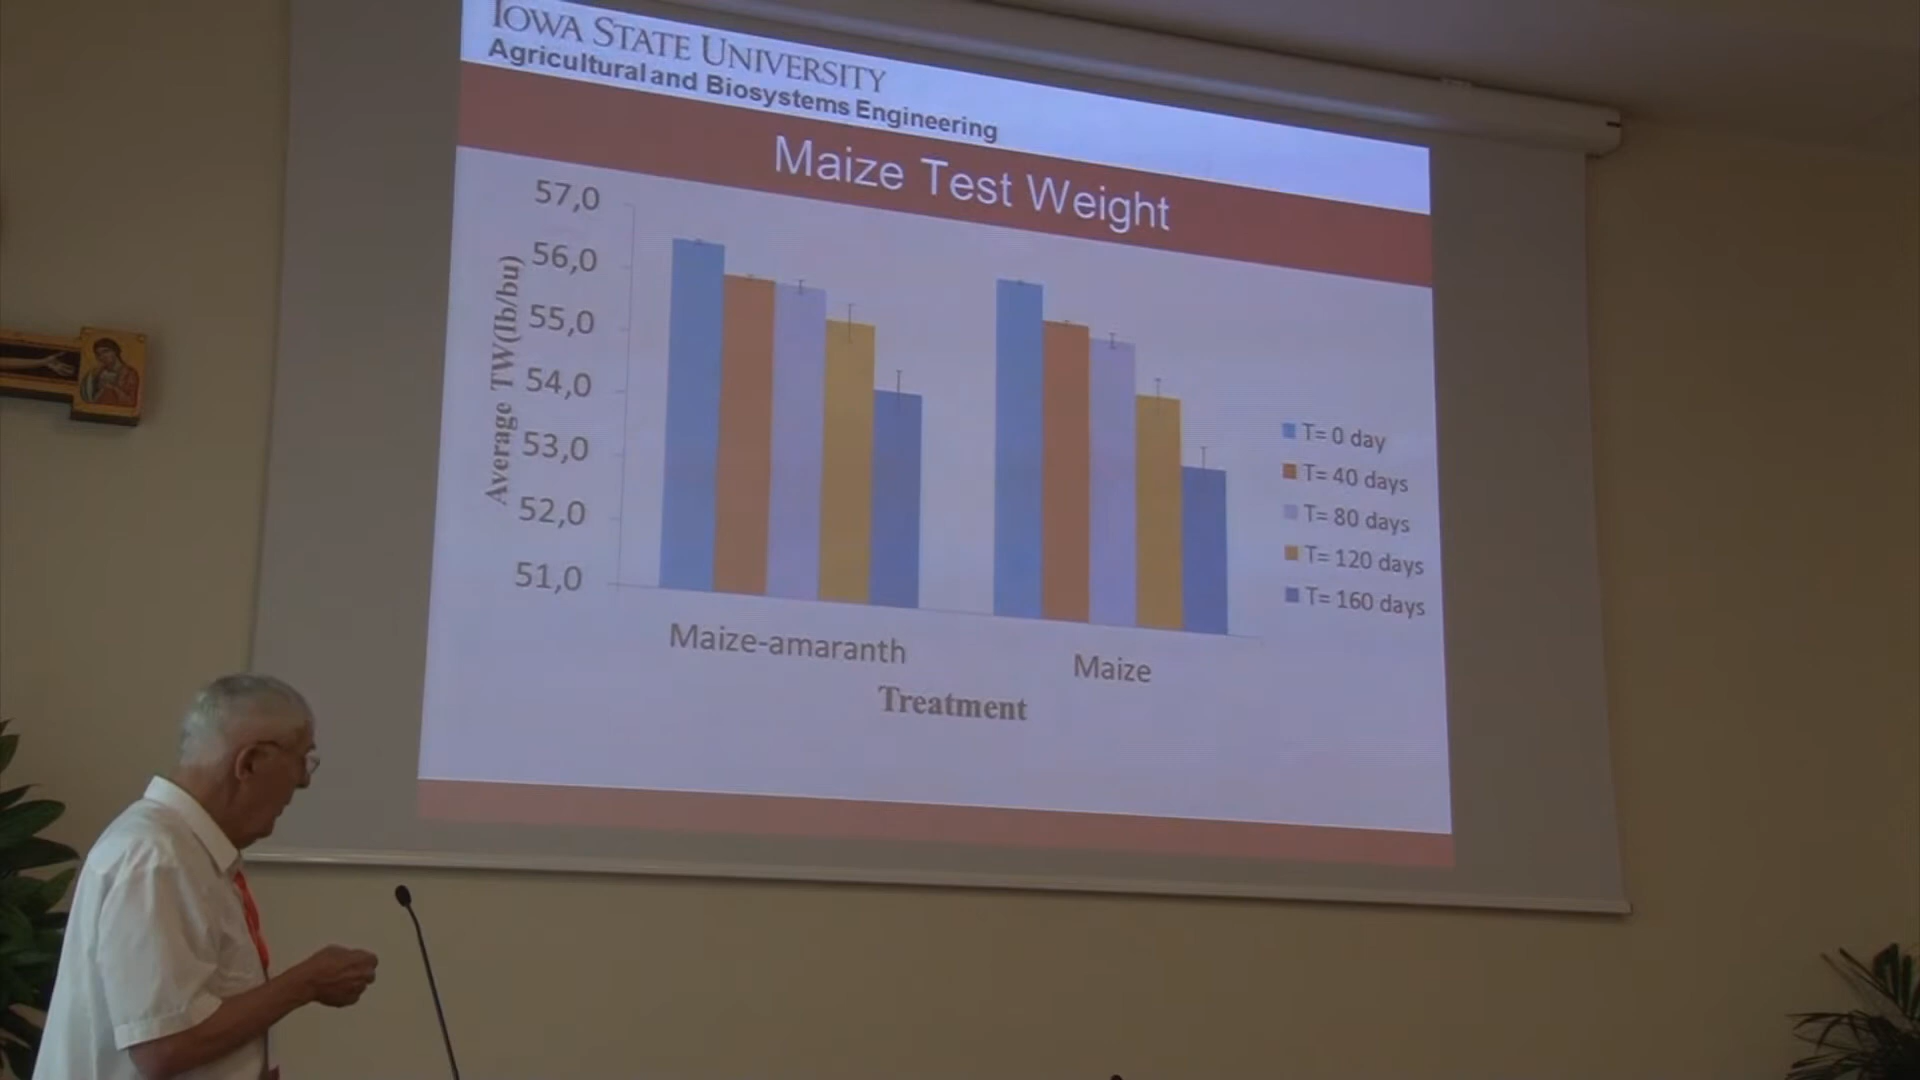 IOWA STATE UNIVERSITY
Agricultural and Biosystems Engineering
Maize Test Weight
57,0
56,0
55,0
54,0
53,0
52,0
51,0
Average TW(lb/bu)
T= 0 day
T= 40 days
T= 80 days
T= 120 days
T= 160 days
Maize-amaranth
Maize
Treatment